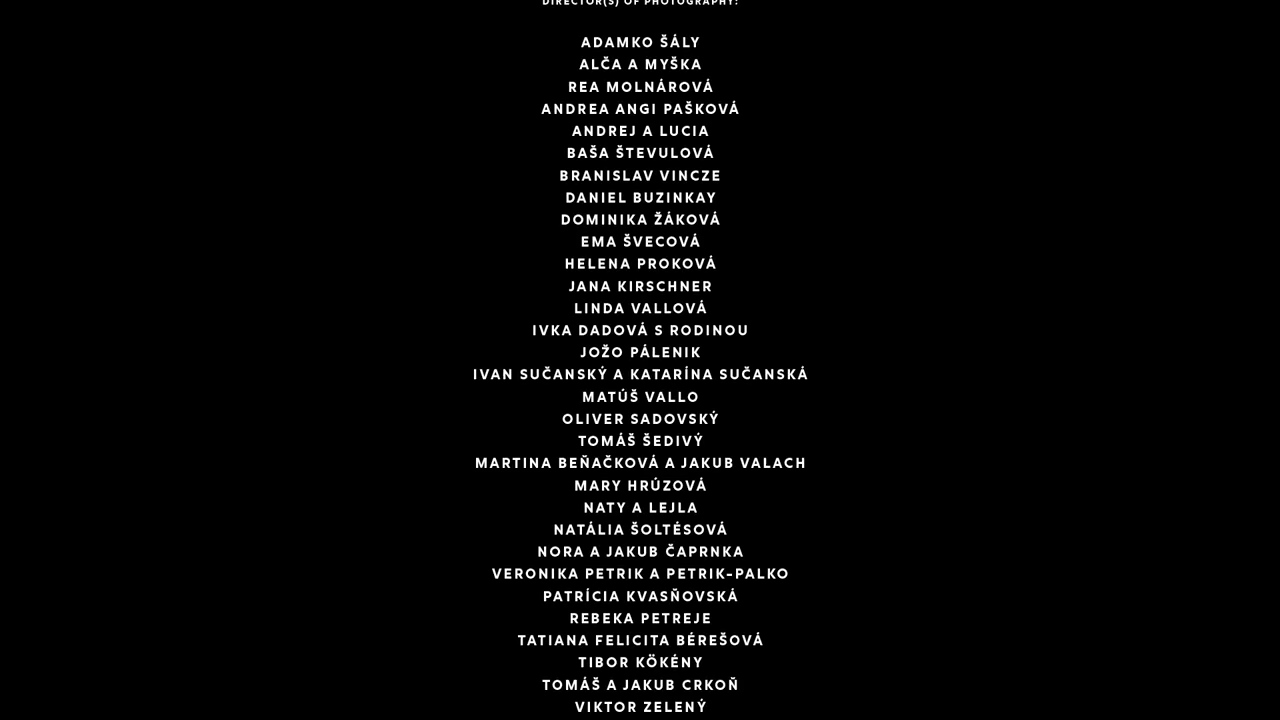 DIRECTOR(S) OF PHOTOGRAPHY:
ADAMKO ŠÁLY
ALČA A MYŠKA
REA MOLNÁROVÁ
ANDREA ANGI PAŠKOVÁ
ANDREJ A LUCIA
BAŠA ŠTEVULOVÁ
BRANISLAV VINCZE
DANIEL BUZINKAY
DOMINIKA ŽÁKOVÁ
EMA ŠVECOVÁ
HELENA PROKOVÁ
JANA KIRSCHNER
LINDA VALLOVÁ
IVKA DADOVÁ S RODINOU
JOŽO PÁLENIK
IVAN SUČANSKÝ A KATARÍNA SUČANSKÁ
MATÚŠ VALLO
OLIVER SADOVSKÝ
TOMÁŠ ŠEDIVÝ
MARTINA BEŇAČKOVÁ A JAKUB VALACH
MARY HRÚZOVÁ
NATY A LEJLA
NATÁLIA ŠOLTÉSOVÁ
NORA A JAKUB ČAPRNKA
VERONIKA PETRIK A PETRIK-PALKO
PATRÍCIA KVASŇOVSKÁ
REBEKA PETREJE
TATIANA FELICITA BÉREŠOVÁ
TIBOR KÖKÉNY
TOMÁŠ A JAKUB CRKOŇ
VIKTOR ZELENÝ